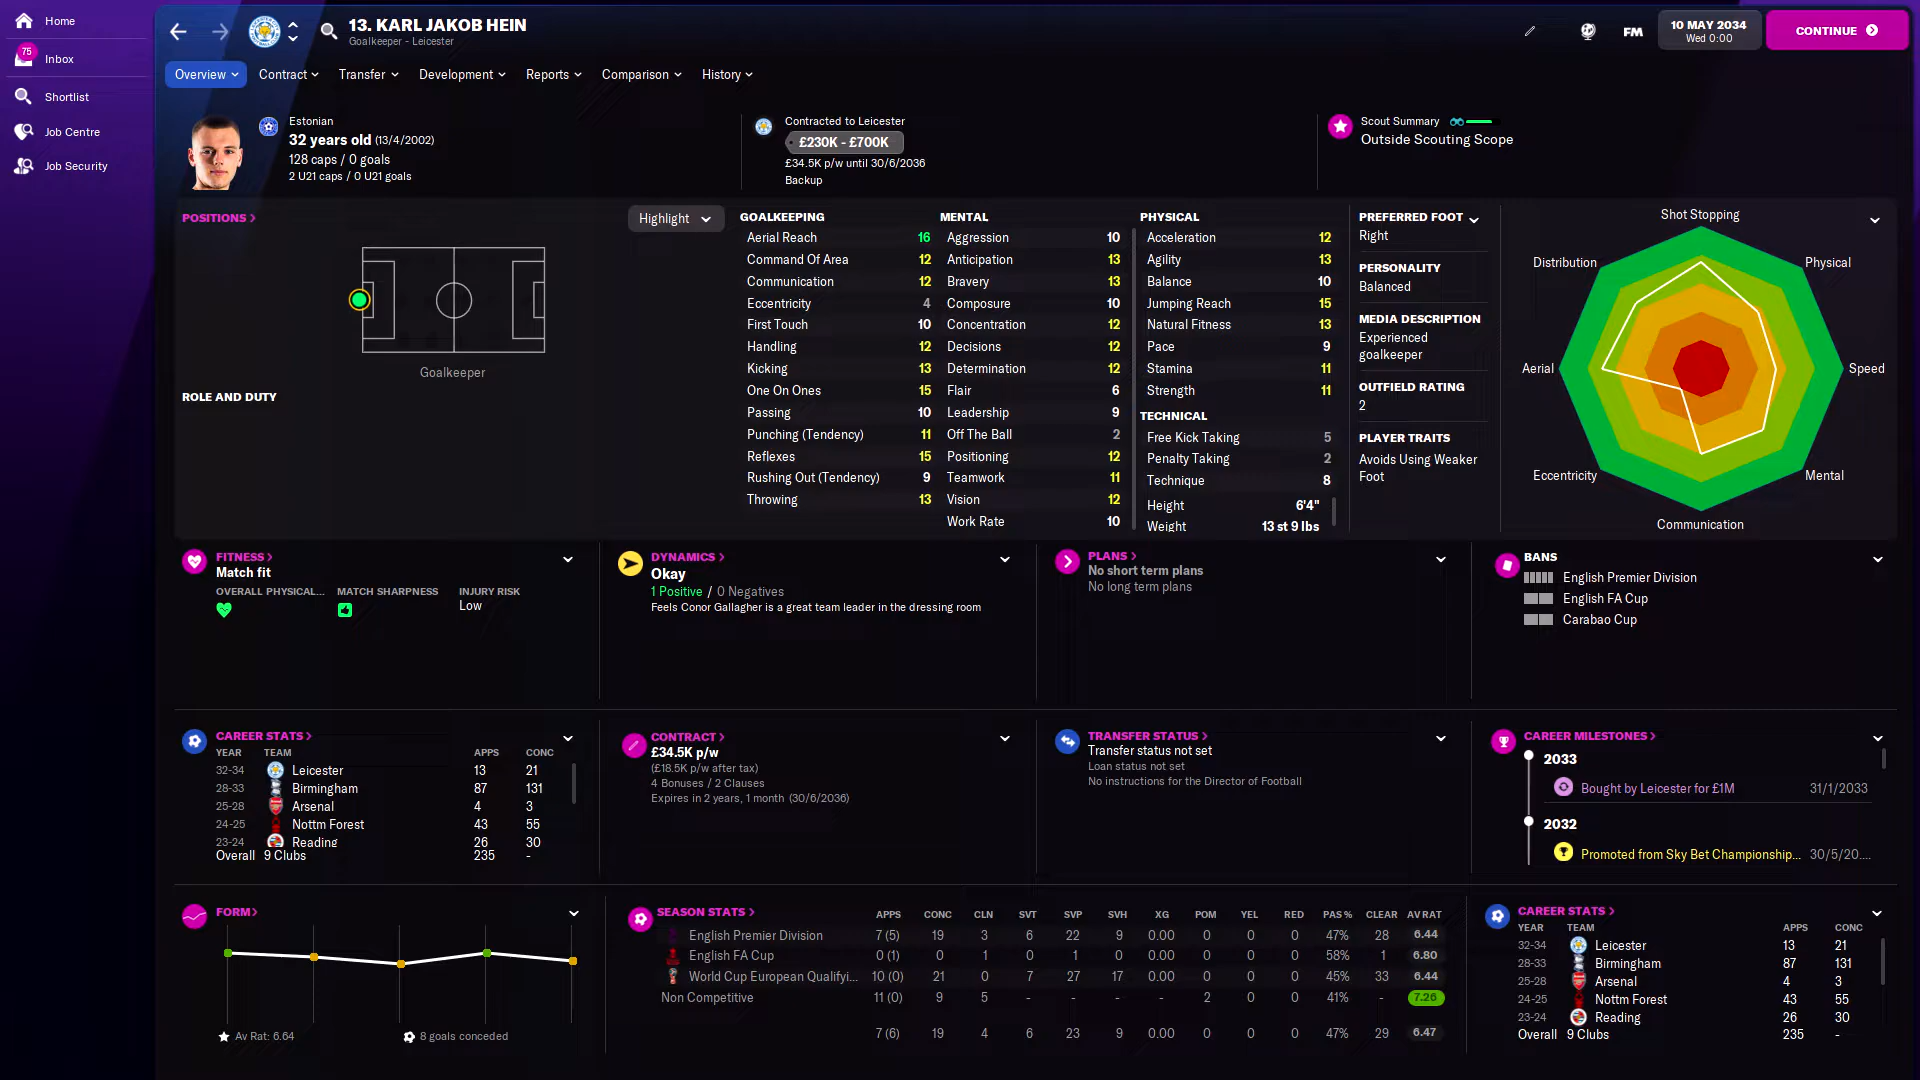 Home
75
Inbox
Shortlist
Job Centre
Job Security
13. KARL JAKOB HEIN
Goalkeeper - Leicester
FM
10 MAY 2034
Wed 0:00
CONTINUE
Overview
Contract
Transfer
Development
Reports
Comparison
History
Estonian
32 years old (13/4/2002)
128 caps / 0 goals
2 U21 caps / 0 U21 goals
Contracted to Leicester
£230K - £700K
£34.5K p/w until 30/6/2036
Backup
Scout Summary
Outside Scouting Scope
POSITIONS
Highlight
Goalkeeper
ROLE AND DUTY
GOALKEEPING
Aerial Reach 16
Command Of Area 12
Communication 12
Eccentricity 4
First Touch 10
Handling 12
Kicking 13
One On Ones 15
Passing 10
Punching (Tendency) 11
Reflexes 15
Rushing Out (Tendency) 9
Throwing 13
MENTAL
Aggression 10
Anticipation 13
Bravery 13
Composure 10
Concentration 12
Decisions 12
Determination 12
Flair 6
Leadership 9
Off The Ball 2
Positioning 12
Teamwork 11
Vision 12
Work Rate 10
PHYSICAL
Acceleration 12
Agility 13
Balance 10
Jumping Reach 15
Natural Fitness 13
Pace 9
Stamina 11
Strength 11
TECHNICAL
Free Kick Taking 5
Penalty Taking 2
Technique 8
Height 6'4"
Weight 13 st 9 lbs
PREFERRED FOOT
Right
PERSONALITY
Balanced
MEDIA DESCRIPTION
Experienced
goalkeeper
OUTFIELD RATING
2
PLAYER TRAITS
Avoids Using Weaker
Foot
Shot Stopping
Physical
Speed
Mental
Communication
Eccentricity
Aerial
Distribution
FITNESS
Match fit
OVERALL PHYSICAL... MATCH SHARPNESS INJURY RISK
Low
DYNAMICS
Okay
1 Positive / 0 Negatives
Feels Conor Gallagher is a great team leader in the dressing room
PLANS
No short term plans
No long term plans
BANS
English Premier Division
English FA Cup
Carabao Cup
CAREER STATS
YEAR TEAM APPS CONC
32-34 Leicester 13 21
28-33 Birmingham 87 131
25-28 Arsenal 4 3
24-25 Nottm Forest 43 55
23-24 Reading 26 30
Overall 9 Clubs 235 -
CONTRACT
£34.5K p/w
(£18.5K p/w after tax)
4 Bonuses / 2 Clauses
Expires in 2 years, 1 month (30/6/2036)
TRANSFER STATUS
Transfer status not set
Loan status not set
No instructions for the Director of Football
CAREER MILESTONES
2033
Bought by Leicester for £1M 31/1/2033
2032
Promoted from Sky Bet Championship... 30/5/20....
FORM
Av Rat: 6.64
8 goals conceded
SEASON STATS APPS CONC CLN SVT SVP SVH XG POM YEL RED PAS % CLEAR AV RAT
English Premier Division 7 (5) 19 3 6 22 9 0.00 0 0 0 47% 28 6.44
English FA Cup 0 (1) 0 1 0 1 0 0.00 0 0 0 58% 1 6.80
World Cup European Qualifyi... 10 (0) 21 0 7 27 17 0.00 0 0 0 45% 33 6.44
Non Competitive 11 (0) 9 5 - - - - 2 0 0 41% - 7.26
7 (6) 19 4 6 23 9 0.00 0 0 0 47% 29 6.47
CAREER STATS
YEAR TEAM APPS CONC
32-34 Leicester 13 21
28-33 Birmingham 87 131
25-28 Arsenal 4 3
24-25 Nottm Forest 43 55
23-24 Reading 26 30
Overall 9 Clubs 235 -